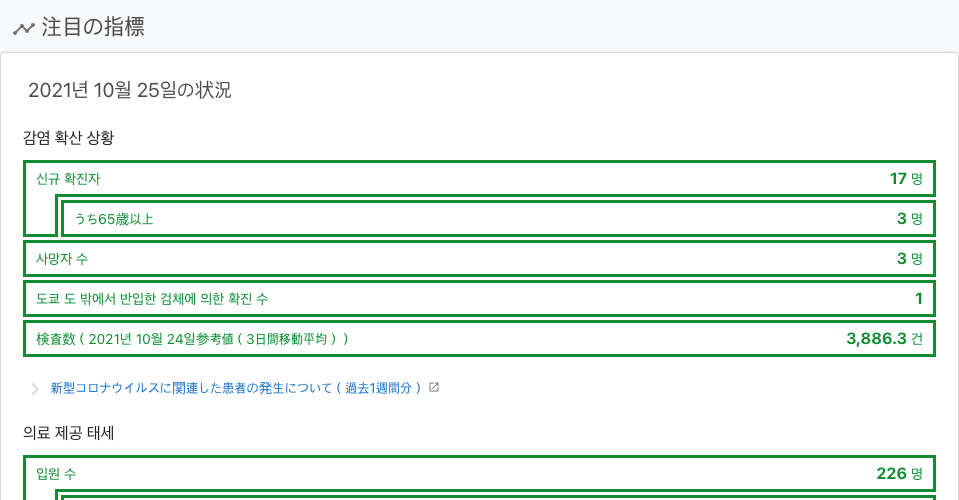 注目の指標
2021년 10월 25일の状況
감염 확산 상황
신규 확진자 17 명
うち65歳以上 3 명
사망자 수 3 명
도쿄 도 밖에서 반입한 검체에 의한 확진 수 1
検査数 ( 2021년 10월 24일参考値 ( 3日間移動平均 ) ) 3,886.3 건
新型コロナウイルスに関連した患者の発生について ( 過去1週間分 )
의료 제공 태세
입원 수 226 명